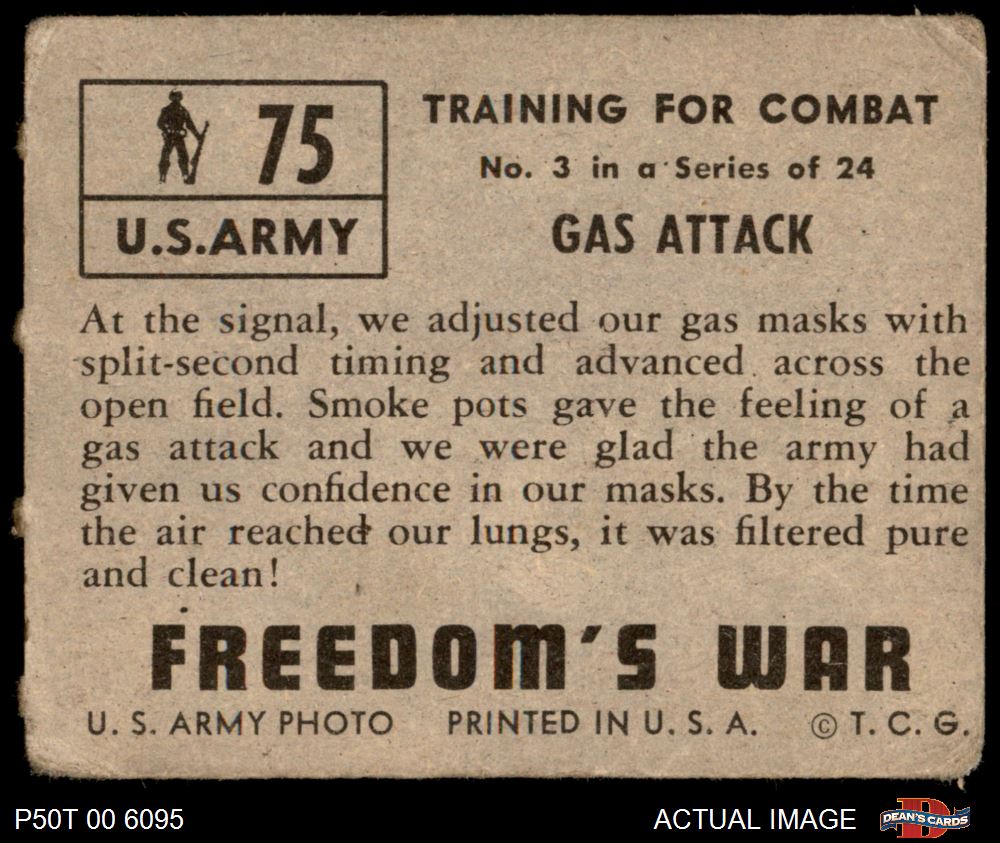 75
U.S.ARMY
TRAINING FOR COMBAT
No. 3 in a Series of 24
GAS ATTACK
At the signal, we adjusted our gas masks with
split-second timing and advanced across the
open field. Smoke pots gave the feeling of a
gas attack and we were glad the army had
given us confidence in our masks. By the time
the air reached our lungs, it was filtered pure
and clean!
FREEDOM'S WAR
U. S. ARMY PHOTO PRINTED IN U. S. A. © T. C. G.
P50T 00 6095 ACTUAL IMAGE D DEAN'S CARDS